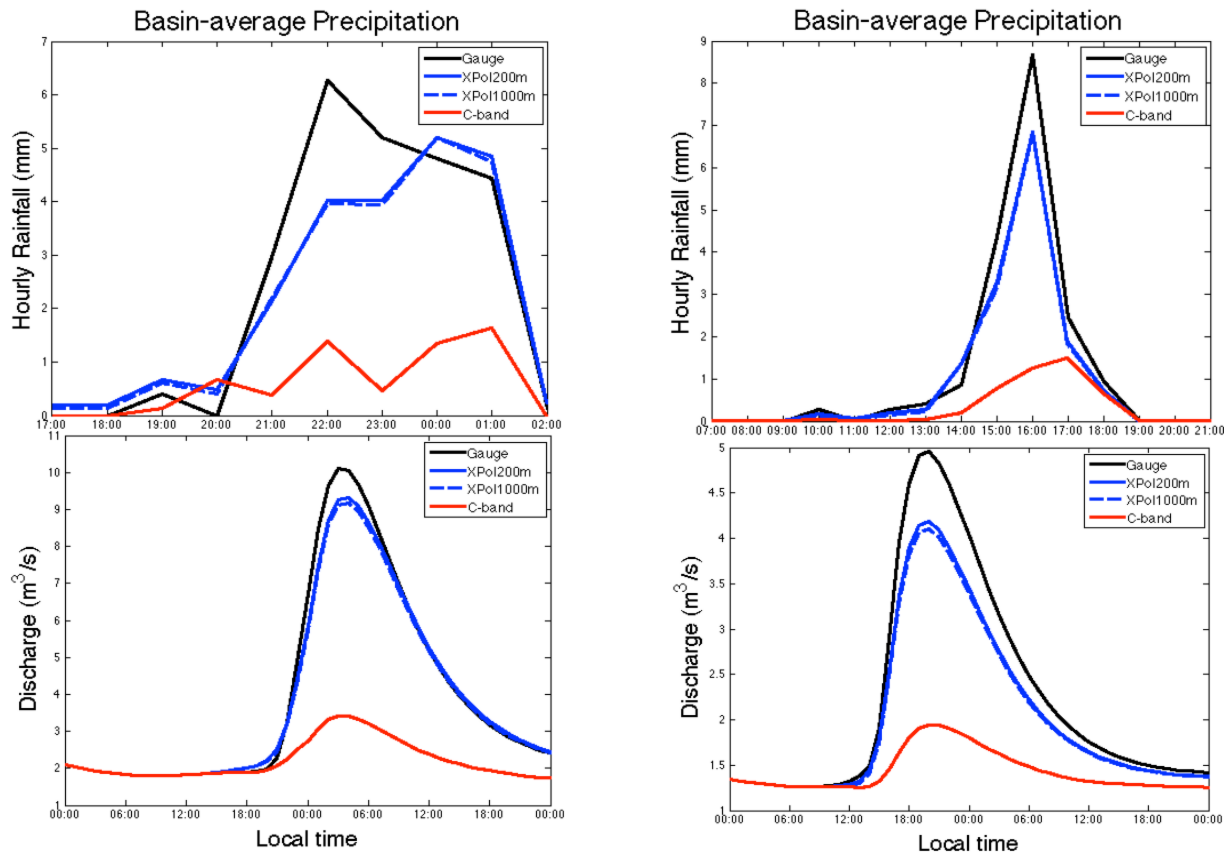 Basin-average Precipitation
Hourly Rainfall (mm)
7
6
5
4
3
2
1
0
Gauge
XPol200m
XPol1000m
C-band
17:00 18:00 19:00 20:00 21:00 22:00 23:00 00:00 01:00 02:00
Basin-average Precipitation
Hourly Rainfall (mm)
9
8
7
6
5
4
3
2
1
0
Gauge
XPol200m
XPol1000m
C-band
07:00 08:00 09:00 10:00 11:00 12:00 13:00 14:00 15:00 16:00 17:00 18:00 19:00 20:00 21:00
Discharge (m³/s)
11
10
9
8
7
6
5
4
3
2
1
Gauge
XPol200m
XPol1000m
C-band
00:00 06:00 12:00 18:00 00:00 06:00 12:00 18:00 00:00
Local time
Discharge (m³/s)
5
4.5
4
3.5
3
2.5
2
1.5
1
Gauge
XPol200m
XPol1000m
C-band
00:00 06:00 12:00 18:00 00:00 06:00 12:00 18:00 00:00
Local time